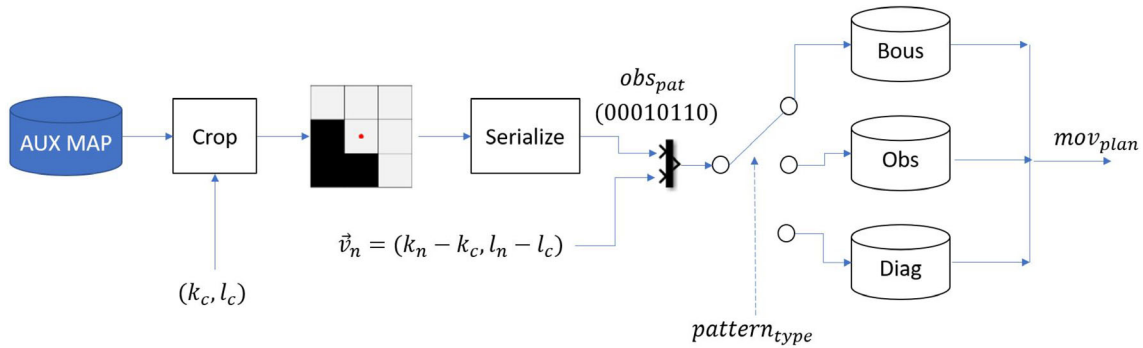 Bous
obs_pat
(00010110)
AUX MAP
Crop
Serialize
Obs
mov_plan
v⃗_n = (k_n − k_c, l_n − l_c)
Diag
(k_c, l_c)
pattern_type